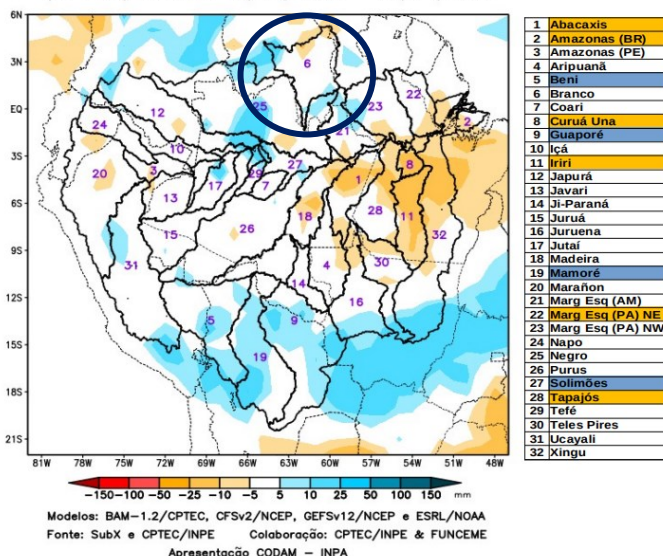 6N
3N
EQ
3S
6S
9S
12S
15S
18S
21S
81W 78W 75W 72W 69W 66W 63W 60W 57W 54W 51W 48W
6
22
23
25
12
2
24
21
10
8
20
3
27
29
1
13
17
7
28
11
18
15
26
32
31
4
30
14
16
5
9
19
-150 -100 -50 -25 -10 -5 5 10 25 50 100 150 mm
Modelos: BAM-1.2/CPTEC, CFSv2/NCEP, GEFSv12/NCEP e ESRL/NOAA
Fonte: SubX e CPTEC/INPE Colaboração: CPTEC/INPE & FUNCEME
Apresentação CODAM – INPA
1 Abacaxis
2 Amazonas (BR)
3 Amazonas (PE)
4 Aripuanã
5 Beni
6 Branco
7 Coari
8 Curuá Una
9 Guaporé
10 Içá
11 Iriri
12 Japurá
13 Javari
14 Ji-Paraná
15 Juruá
16 Juruena
17 Jutaí
18 Madeira
19 Mamoré
20 Marañon
21 Marg Esq (AM)
22 Marg Esq (PA) NE
23 Marg Esq (PA) NW
24 Napo
25 Negro
26 Purus
27 Solimões
28 Tapajós
29 Tefé
30 Teles Pires
31 Ucayali
32 Xingu